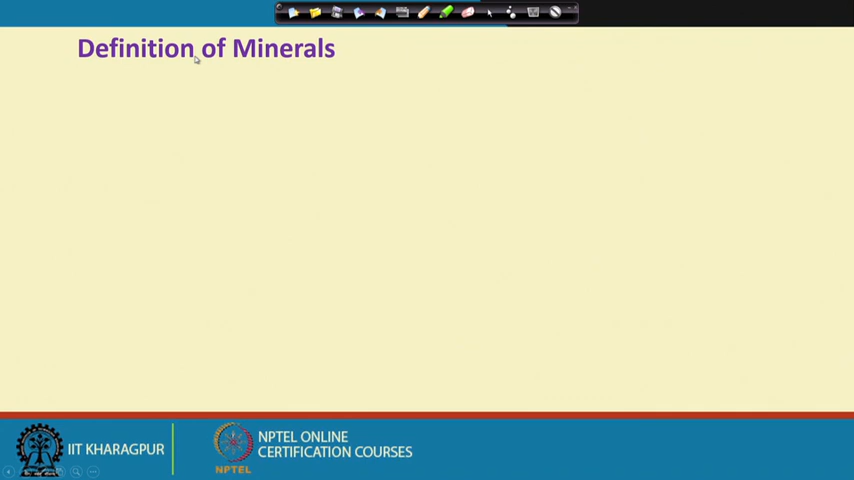 Definition of Minerals
IIT KHARAGPUR
NPTEL ONLINE
CERTIFICATION COURSES
NPTEL